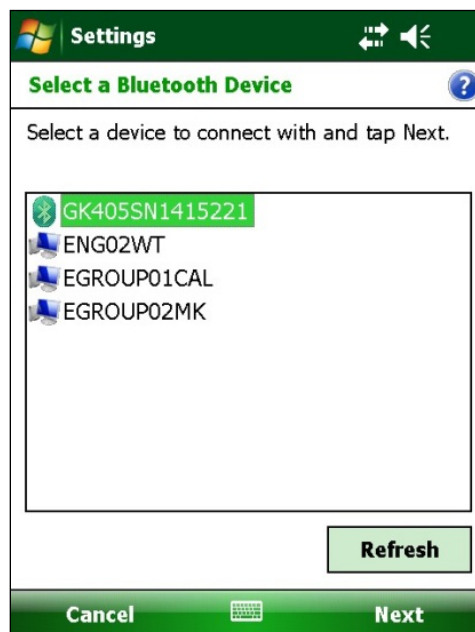 Settings
Select a Bluetooth Device
?
Select a device to connect with and tap Next.
GK405SN1415221
ENG02WT
EGROUP01CAL
EGROUP02MK
Refresh
Cancel
Next